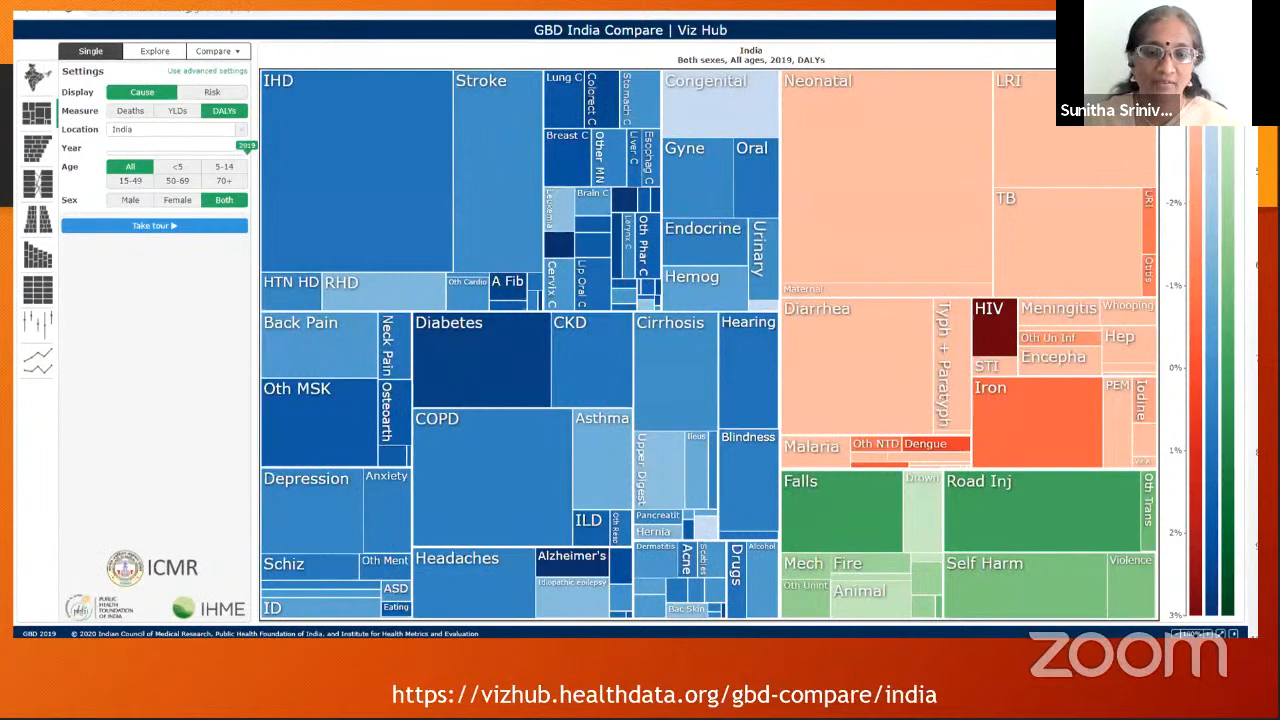 GBD India Compare | Viz Hub
Single
Explore
Compare
Settings
Use advanced settings
Display
Cause
Risk
Measure
Deaths
YLDs
DALYs
Location
India
Year
2019
Age
All
<5
5-14
15-49
50-69
70+
Sex
Male
Female
Both
Take tour
ICMR
PUBLIC
HEALTH
FOUNDATION
OF INDIA
IHME
India
Both sexes, All ages, 2019, DALYs
IHD
Stroke
Lung C
Colorect C
Stomach C
Breast C
Other MN
Liver C
Esophag C
Leukemia
Brain C
Larynx C
Oth Phar C
Cervix C
Lip Oral C
HTN HD
RHD
Oth Cardio
A Fib
Congenital
Gyne
Oral
Endocrine
Urinary
Hemog
Neonatal
Maternal
LRI
TB
URI
Otitis
Back Pain
Neck Pain
Oth MSK
Osteoarth
Diabetes
CKD
Cirrhosis
Hearing
COPD
Asthma
Upper Digest
Ileus
Blindness
ILD
Oth Resp
Pancreatit
Hernia
Depression
Anxiety
Schiz
Oth Ment
ASD
ID
Eating
Headaches
Alzheimer's
Idiopathic epilepsy
Dermatitis
Acne
Scabies
Bac Skin
Drugs
Alcohol
Diarrhea
Typh + Paratyph
HIV
STI
Meningitis
Whooping
Oth Un Inf
Encepha
Hep
Malaria
Oth NTD
Dengue
Iron
PEM
Iodine
Vit A
Falls
Drown
Road Inj
Oth Trans
Mech
Fire
Oth Unint
Animal
Self Harm
Violence
-2%
-1%
0%
1%
2%
3%
Sunitha Sriniv...
GBD 2019 © 2020 Indian Council of Medical Research, Public Health Foundation of India, and Institute for Health Metrics and Evaluation
100%
zoom
https://vizhub.healthdata.org/gbd-compare/india